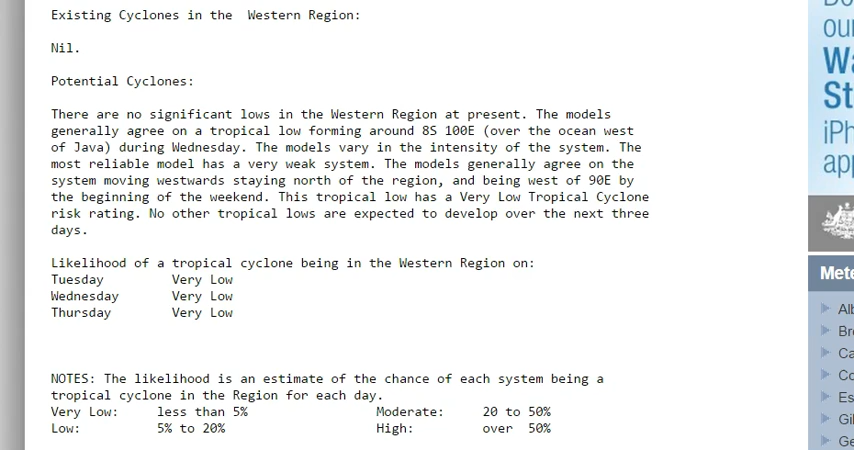 Existing Cyclones in the  Western Region:
Nil.
Potential Cyclones:
There are no significant lows in the Western Region at present. The models
generally agree on a tropical low forming around 8S 100E (over the ocean west
of Java) during Wednesday. The models vary in the intensity of the system. The
most reliable model has a very weak system. The models generally agree on the
system moving westwards staying north of the region, and being west of 90E by
the beginning of the weekend. This tropical low has a Very Low Tropical Cyclone
risk rating. No other tropical lows are expected to develop over the next three
days.
Likelihood of a tropical cyclone being in the Western Region on:
Tuesday Very Low
Wednesday Very Low
Thursday Very Low
NOTES: The likelihood is an estimate of the chance of each system being a
tropical cyclone in the Region for each day.
Very Low: less than 5% Moderate: 20 to 50%
Low: 5% to 20% High: over 50%